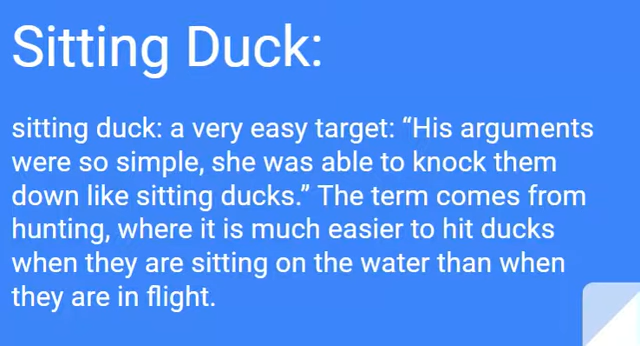 Sitting Duck:
sitting duck: a very easy target: “His arguments
were so simple, she was able to knock them
down like sitting ducks.” The term comes from
hunting, where it is much easier to hit ducks
when they are sitting on the water than when
they are in flight.